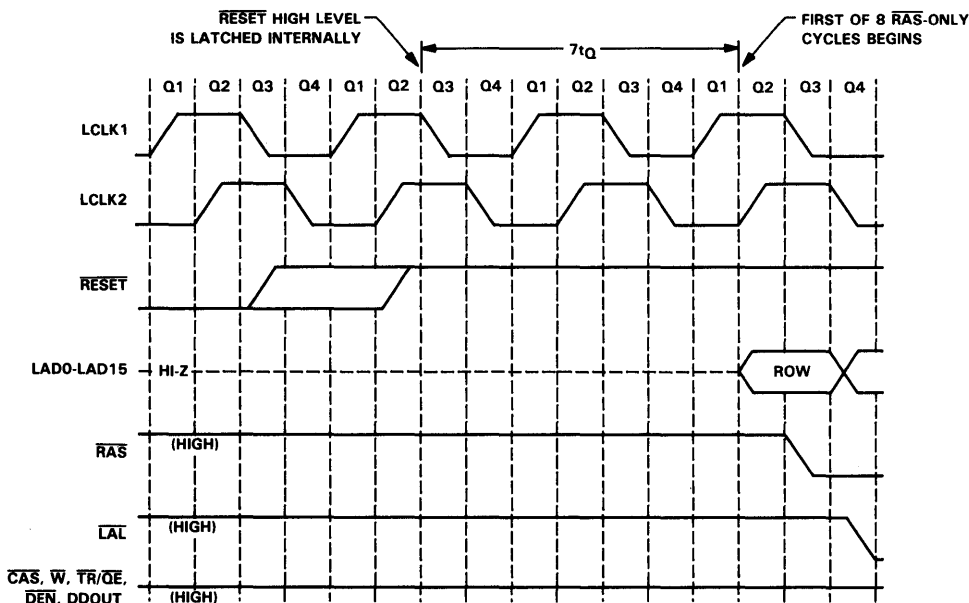 RESET HIGH LEVEL
IS LATCHED INTERNALLY
FIRST OF 8 RAS-ONLY
CYCLES BEGINS
7tQ
Q1 Q2 Q3 Q4 Q1 Q2 Q3 Q4 Q1 Q2 Q3 Q4 Q1 Q2 Q3 Q4
LCLK1
LCLK2
RESET
LAD0-LAD15 HI-Z ROW
RAS (HIGH)
LAL (HIGH)
CAS, W, TR/QE,
DEN, DDOUT (HIGH)